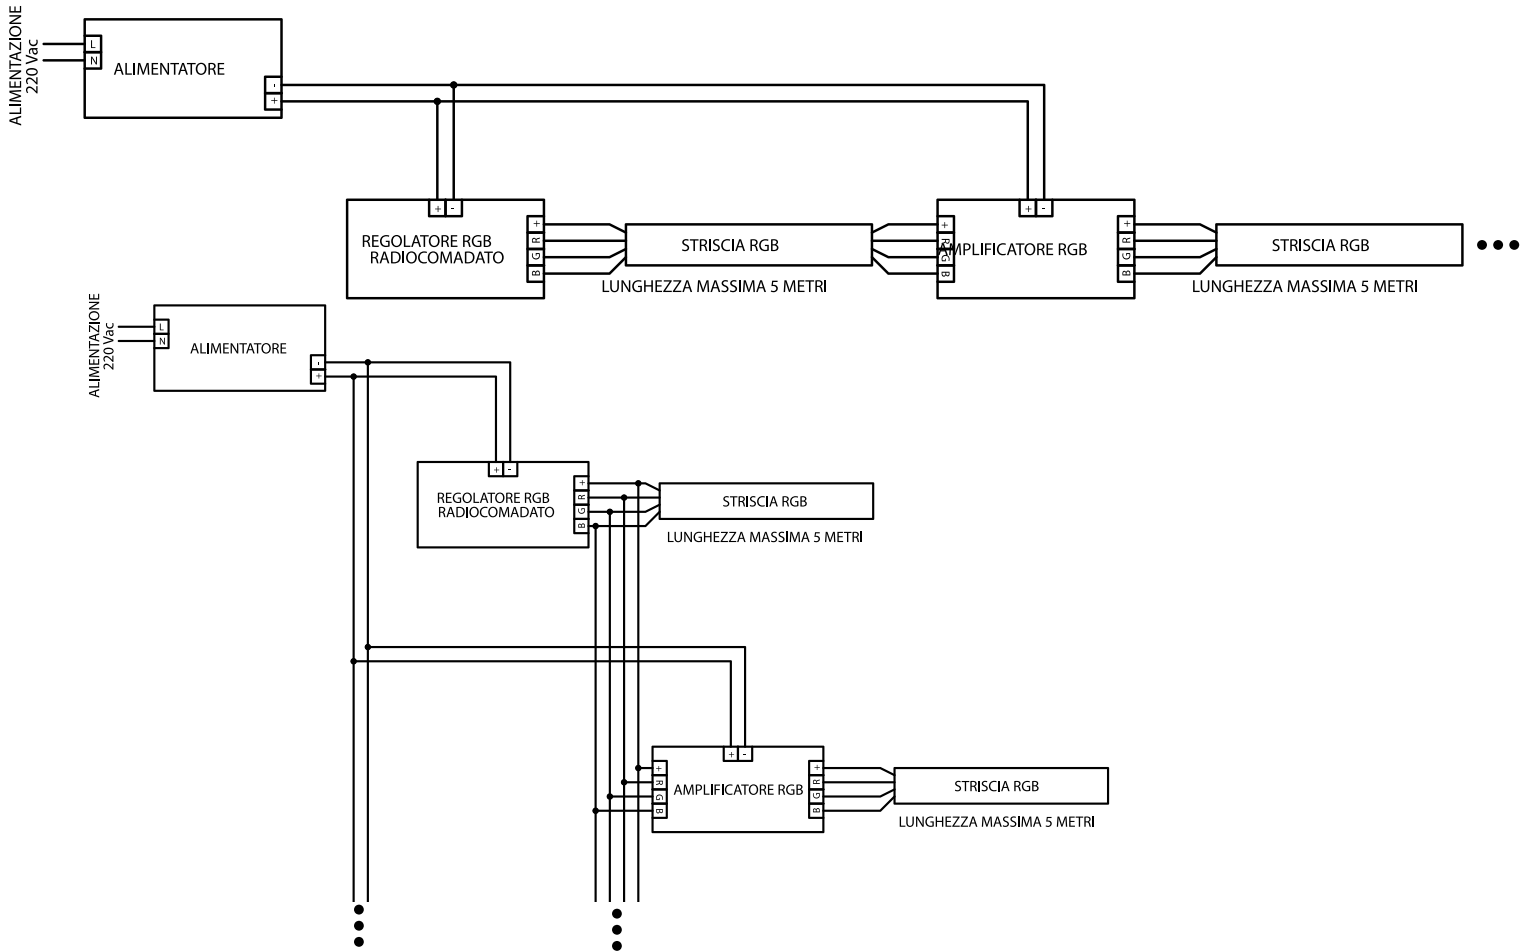 ALIMENTAZIONE
220 Vac
L
N
ALIMENTATORE
-
+
+ -
REGOLATORE RGB
RADIOCOMADATO
+
R
G
B
STRISCIA RGB
LUNGHEZZA MASSIMA 5 METRI
+ -
+
R
G
B
AMPLIFICATORE RGB
+
R
G
B
STRISCIA RGB
LUNGHEZZA MASSIMA 5 METRI
ALIMENTAZIONE
220 Vac
L
N
ALIMENTATORE
-
+
+ -
REGOLATORE RGB
RADIOCOMADATO
+
R
G
B
STRISCIA RGB
LUNGHEZZA MASSIMA 5 METRI
+ -
+
R
G
B
AMPLIFICATORE RGB
+
R
G
B
STRISCIA RGB
LUNGHEZZA MASSIMA 5 METRI